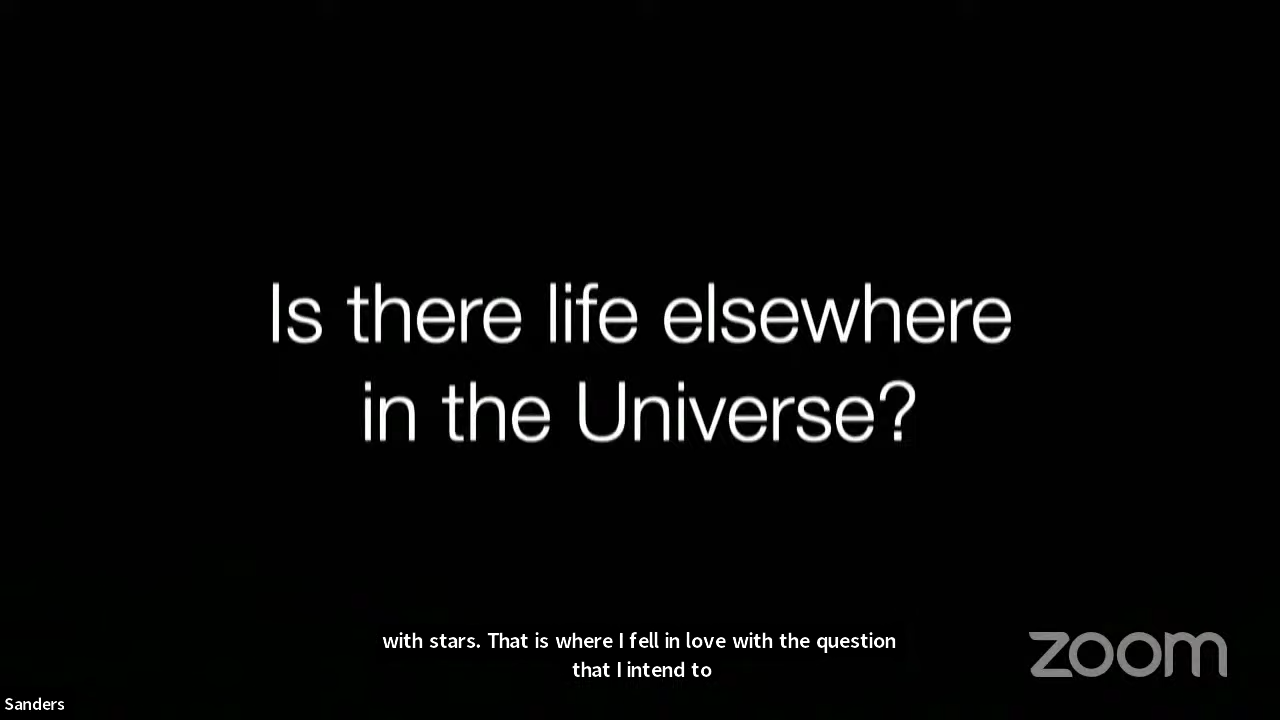 Is there life elsewhere
in the Universe?
with stars. That is where I fell in love with the question
that I intend to
zoom
Sanders